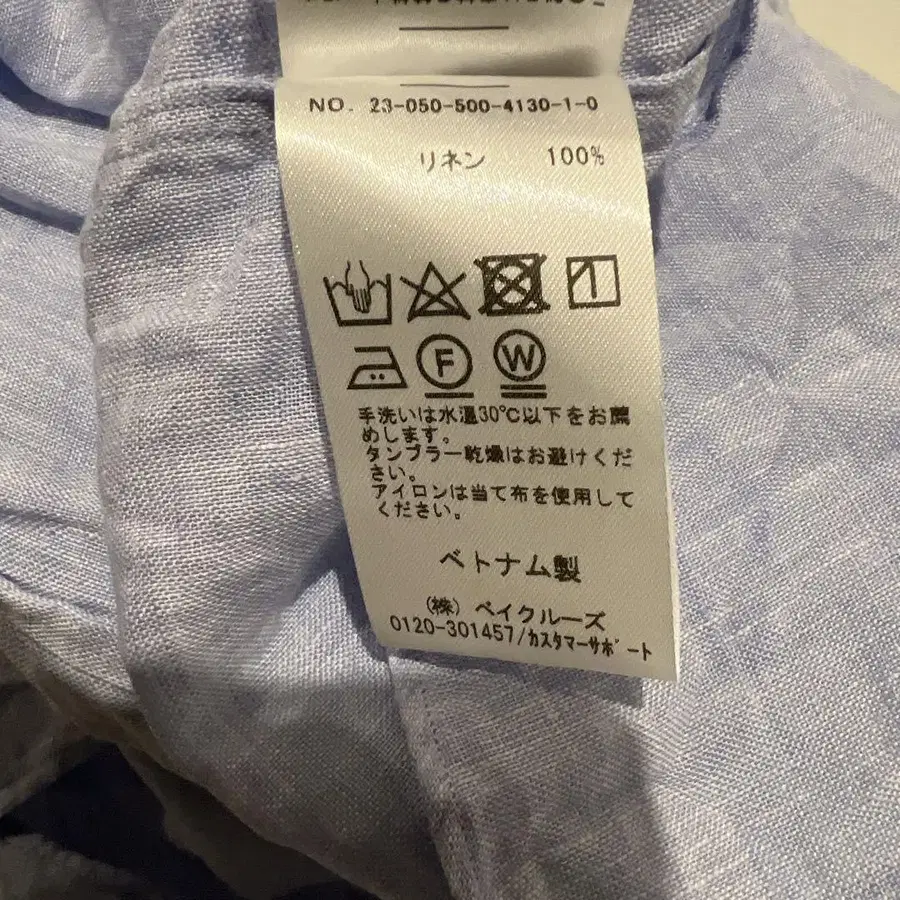 NO. 23-050-500-4130-1-0
リネン 100%
F W
手洗いは水温30℃以下をお薦
めします。
タンブラー乾燥はお避けくだ
さい。
アイロンは当て布を使用して
ください。
ベトナム製
(株) ベイクルーズ
0120-301457/カスタマーサポート